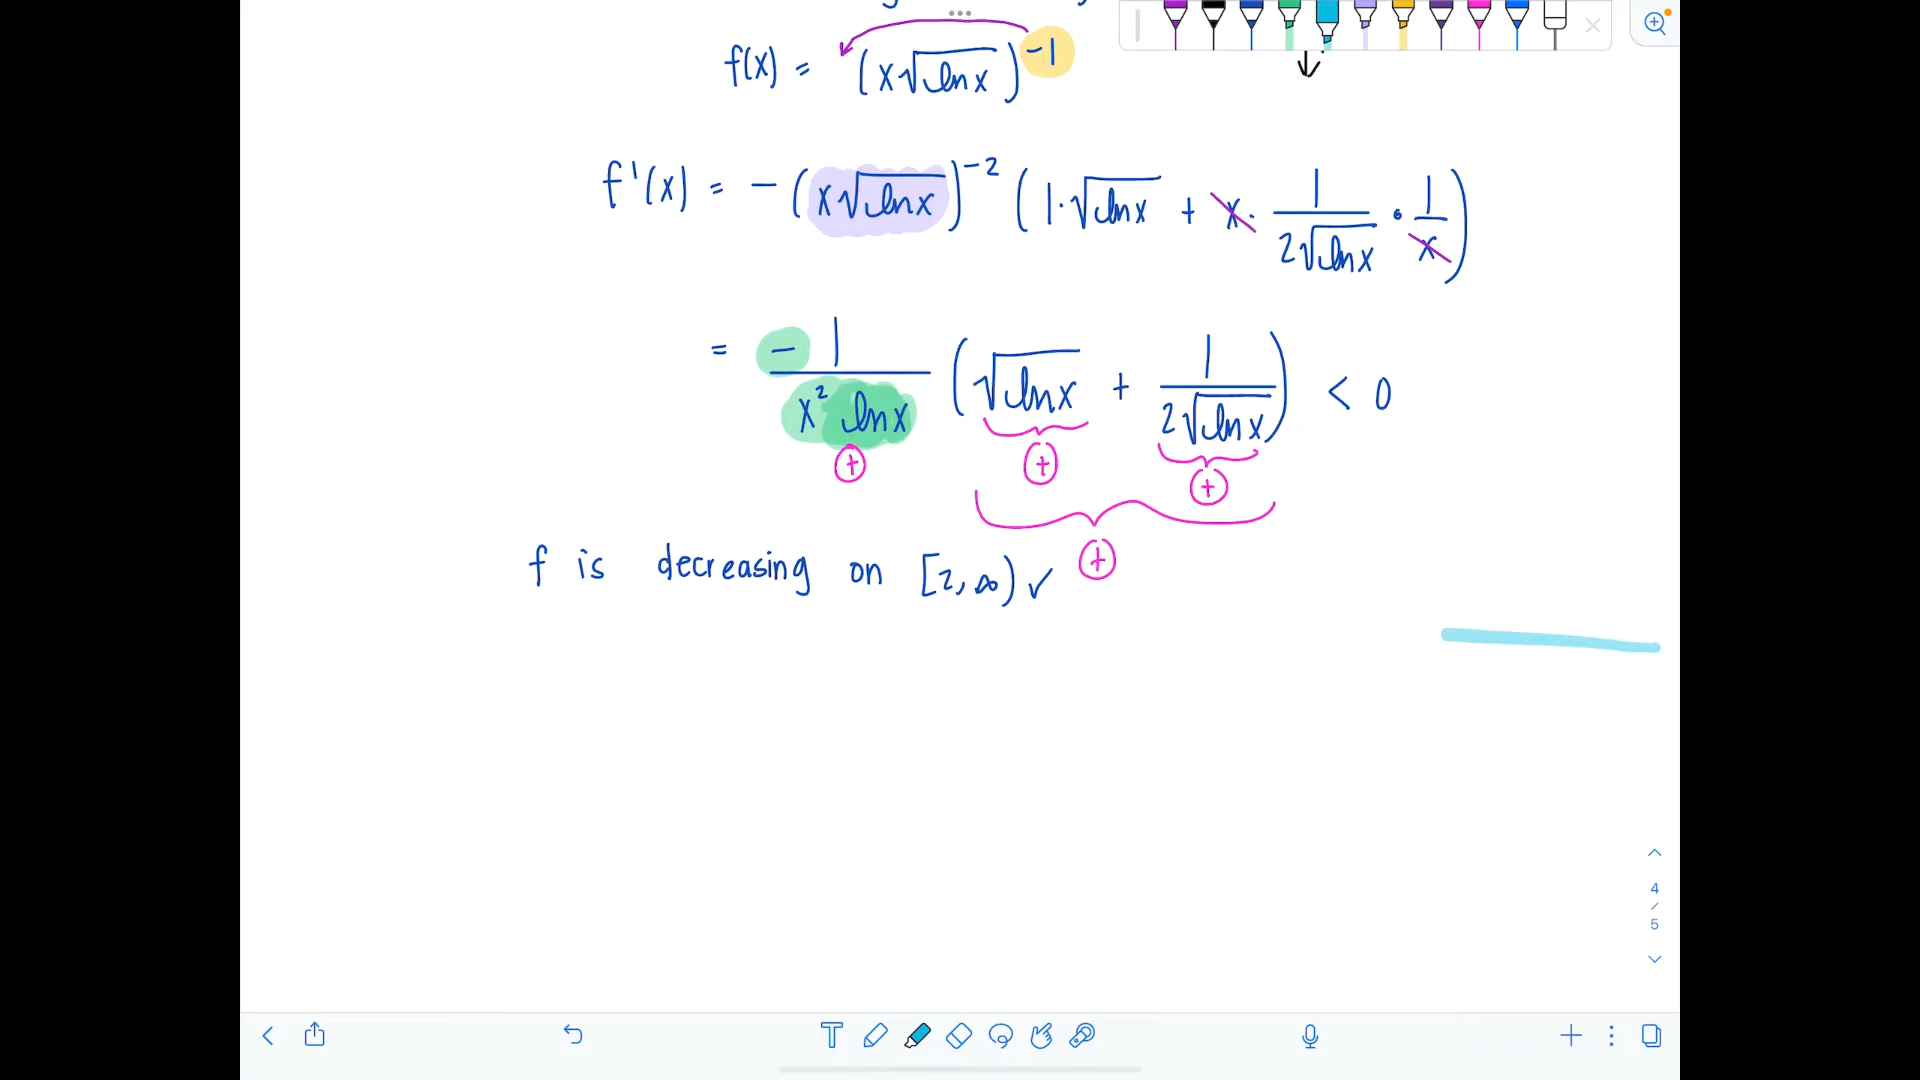 f(x) = (x√ln x)⁻¹
f'(x) = -(x√ln x)⁻² (1·√ln x + x· 1/(2√ln x) · 1/x)
= -1/(x² ln x) (√ln x + 1/(2√ln x)) < 0
+ + +
+
f is decreasing on [2, ∞) ✓
4
/
5
T